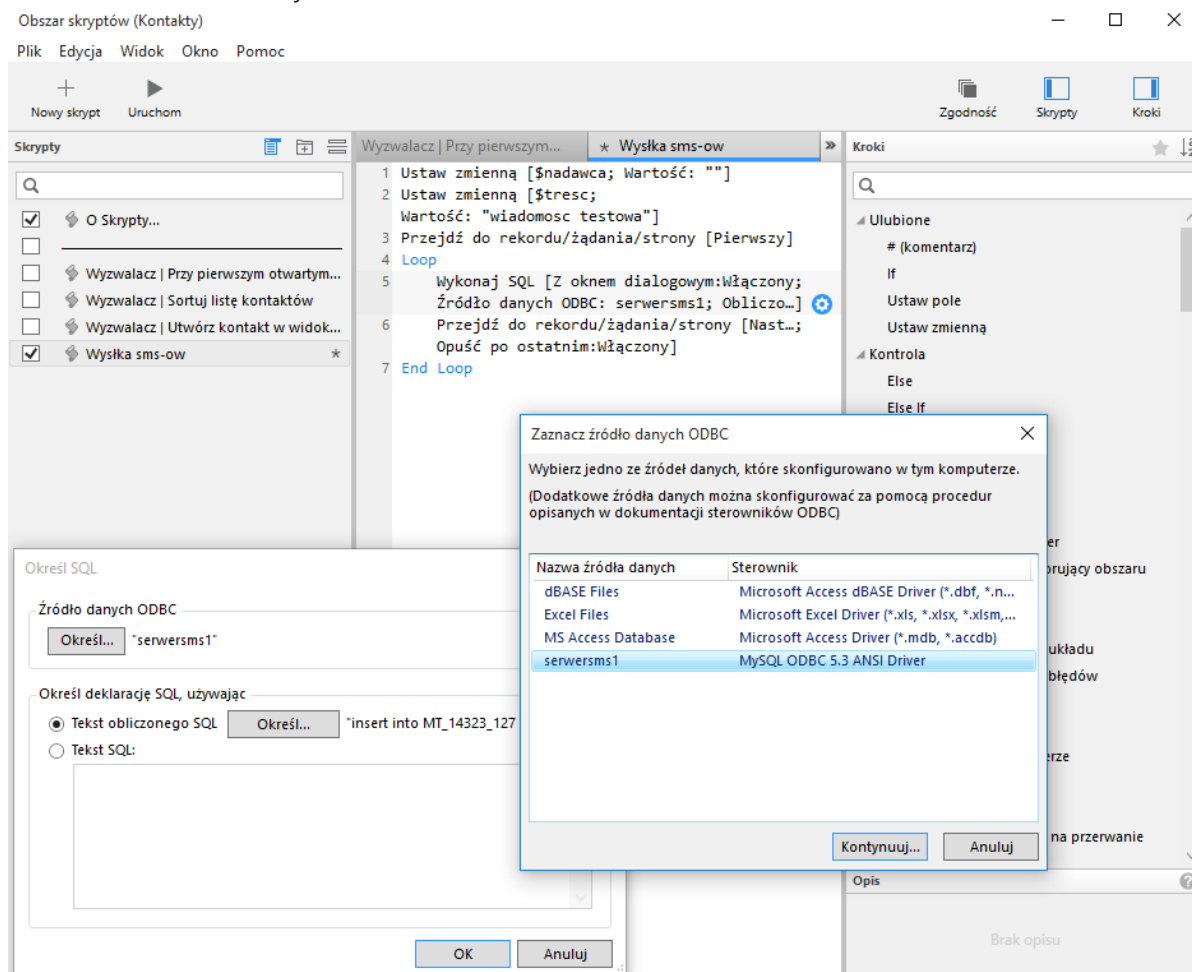 Obszar skryptów (Kontakty)
Plik Edycja Widok Okno Pomoc
Nowy skrypt Uruchom Zgodność Skrypty Kroki
Skrypty
O Skrypty...
Wyzwalacz | Przy pierwszym otwartym...
Wyzwalacz | Sortuj listę kontaktów
Wyzwalacz | Utwórz kontakt w widok...
Wysłka sms-ow *
Wyzwalacz | Przy pierwszym... * Wysłka sms-ow »
1 Ustaw zmienną [$nadawca; Wartość: ""]
2 Ustaw zmienną [$tresc;
Wartość: "wiadomosc testowa"]
3 Przejdź do rekordu/żądania/strony [Pierwszy]
4 Loop
5 Wykonaj SQL [Z oknem dialogowym:Włączony;
Źródło danych ODBC: serwersms1; Obliczo…]
6 Przejdź do rekordu/żądania/strony [Nast…;
Opuść po ostatnim:Włączony]
7 End Loop
Kroki
Ulubione
# (komentarz)
If
Ustaw pole
Ustaw zmienną
Kontrola
Else
Else If
er
orujący obszaru
układu
błędów
erze
na przerwanie
Opis
Brak opisu
Zaznacz źródło danych ODBC
Wybierz jedno ze źródeł danych, które skonfigurowano w tym komputerze.
(Dodatkowe źródła danych można skonfigurować za pomocą procedur
opisanych w dokumentacji sterowników ODBC)
Nazwa źródła danych Sterownik
dBASE Files Microsoft Access dBASE Driver (*.dbf, *.n...
Excel Files Microsoft Excel Driver (*.xls, *.xlsx, *.xlsm,...
MS Access Database Microsoft Access Driver (*.mdb, *.accdb)
serwersms1 MySQL ODBC 5.3 ANSI Driver
Kontynuuj... Anuluj
Określ SQL
Źródło danych ODBC
Określ... "serwersms1"
Określ deklarację SQL, używając
Tekst obliczonego SQL Określ... "insert into MT_14323_127
Tekst SQL:
OK Anuluj